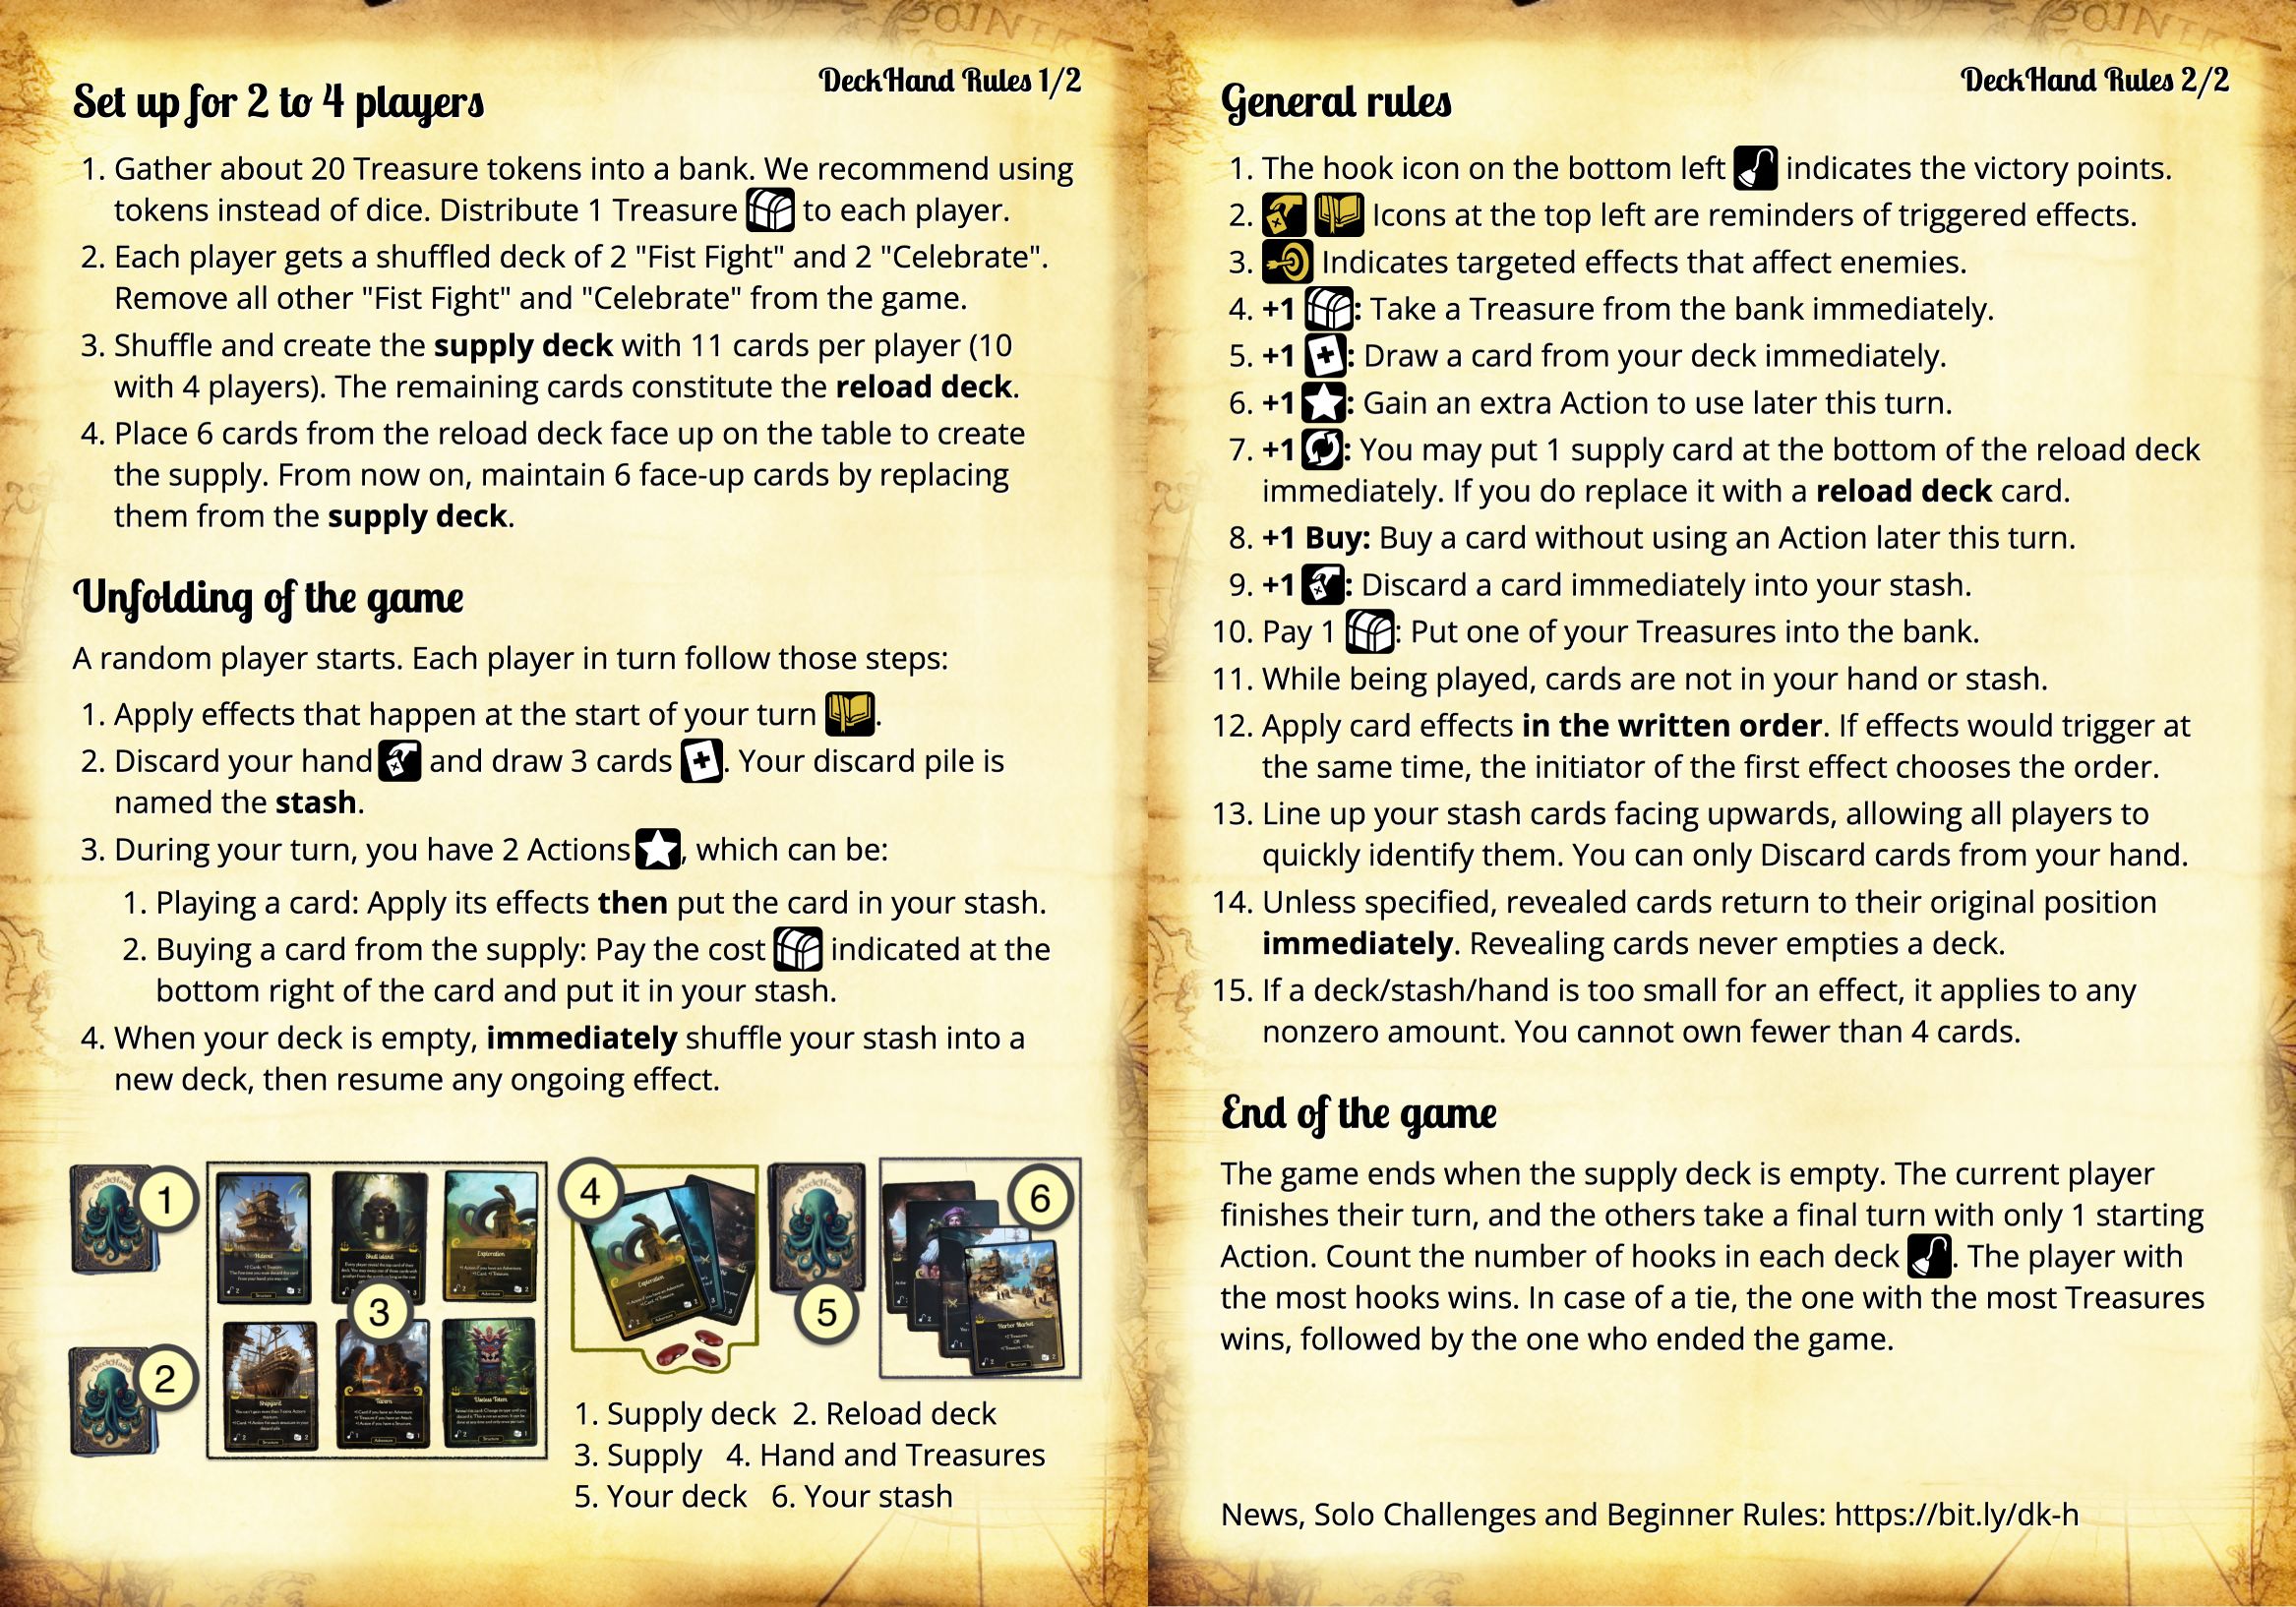 DeckHand Rules 1/2
Set up for 2 to 4 players
1. Gather about 20 Treasure tokens into a bank. We recommend using
tokens instead of dice. Distribute 1 Treasure to each player.
2. Each player gets a shuffled deck of 2 "Fist Fight" and 2 "Celebrate".
Remove all other "Fist Fight" and "Celebrate" from the game.
3. Shuffle and create the supply deck with 11 cards per player (10
with 4 players). The remaining cards constitute the reload deck.
4. Place 6 cards from the reload deck face up on the table to create
the supply. From now on, maintain 6 face-up cards by replacing
them from the supply deck.
Unfolding of the game
A random player starts. Each player in turn follow those steps:
1. Apply effects that happen at the start of your turn .
2. Discard your hand and draw 3 cards . Your discard pile is
named the stash.
3. During your turn, you have 2 Actions , which can be:
1. Playing a card: Apply its effects then put the card in your stash.
2. Buying a card from the supply: Pay the cost indicated at the
bottom right of the card and put it in your stash.
4. When your deck is empty, immediately shuffle your stash into a
new deck, then resume any ongoing effect.
1
2
3
4
5
6
DeckHand
DeckHand
DeckHand
Skull island
Exploration
Shipyard
Tavern
Useless Totem
Exploration
Harbor Market
1. Supply deck 2. Reload deck
3. Supply 4. Hand and Treasures
5. Your deck 6. Your stash
DeckHand Rules 2/2
General rules
1. The hook icon on the bottom left indicates the victory points.
2. Icons at the top left are reminders of triggered effects.
3. Indicates targeted effects that affect enemies.
4. +1 : Take a Treasure from the bank immediately.
5. +1 : Draw a card from your deck immediately.
6. +1 : Gain an extra Action to use later this turn.
7. +1 : You may put 1 supply card at the bottom of the reload deck
immediately. If you do replace it with a reload deck card.
8. +1 Buy: Buy a card without using an Action later this turn.
9. +1 : Discard a card immediately into your stash.
10. Pay 1 : Put one of your Treasures into the bank.
11. While being played, cards are not in your hand or stash.
12. Apply card effects in the written order. If effects would trigger at
the same time, the initiator of the first effect chooses the order.
13. Line up your stash cards facing upwards, allowing all players to
quickly identify them. You can only Discard cards from your hand.
14. Unless specified, revealed cards return to their original position
immediately. Revealing cards never empties a deck.
15. If a deck/stash/hand is too small for an effect, it applies to any
nonzero amount. You cannot own fewer than 4 cards.
End of the game
The game ends when the supply deck is empty. The current player
finishes their turn, and the others take a final turn with only 1 starting
Action. Count the number of hooks in each deck . The player with
the most hooks wins. In case of a tie, the one with the most Treasures
wins, followed by the one who ended the game.
News, Solo Challenges and Beginner Rules: https://bit.ly/dk-h